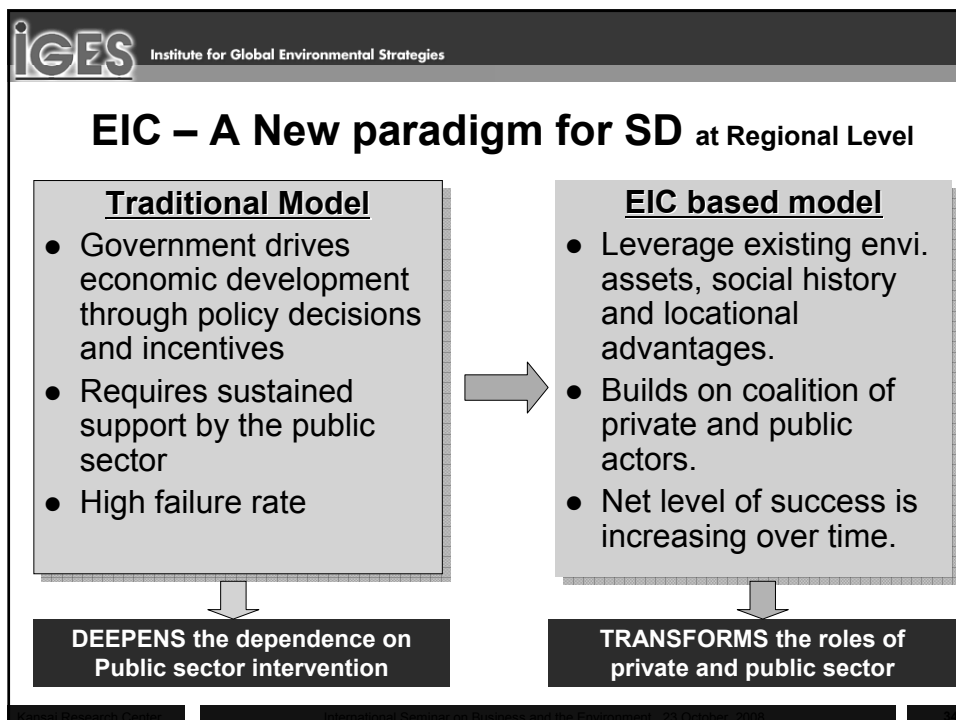 iGES Institute for Global Environmental Strategies
EIC – A New paradigm for SD at Regional Level
Traditional Model
● Government drives
economic development
through policy decisions
and incentives
● Requires sustained
support by the public
sector
● High failure rate
EIC based model
● Leverage existing envi.
assets, social history
and locational
advantages.
● Builds on coalition of
private and public
actors.
● Net level of success is
increasing over time.
DEEPENS the dependence on
Public sector intervention
TRANSFORMS the roles of
private and public sector
Kansai Research Center
International Seminar on Business and the Environment, 23 October,